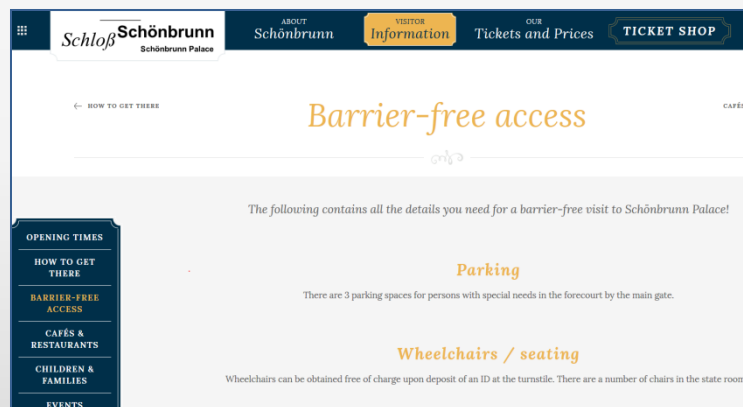 Schloß Schönbrunn
Schönbrunn Palace
ABOUT
Schönbrunn
VISITOR
Information
OUR
Tickets and Prices
TICKET SHOP
← HOW TO GET THERE
Barrier-free access
CAFÉS
The following contains all the details you need for a barrier-free visit to Schönbrunn Palace!
OPENING TIMES
HOW TO GET
THERE
BARRIER-FREE
ACCESS
CAFÉS &
RESTAURANTS
CHILDREN &
FAMILIES
EVENTS
Parking
There are 3 parking spaces for persons with special needs in the forecourt by the main gate.
Wheelchairs / seating
Wheelchairs can be obtained free of charge upon deposit of an ID at the turnstile. There are a number of chairs in the state room